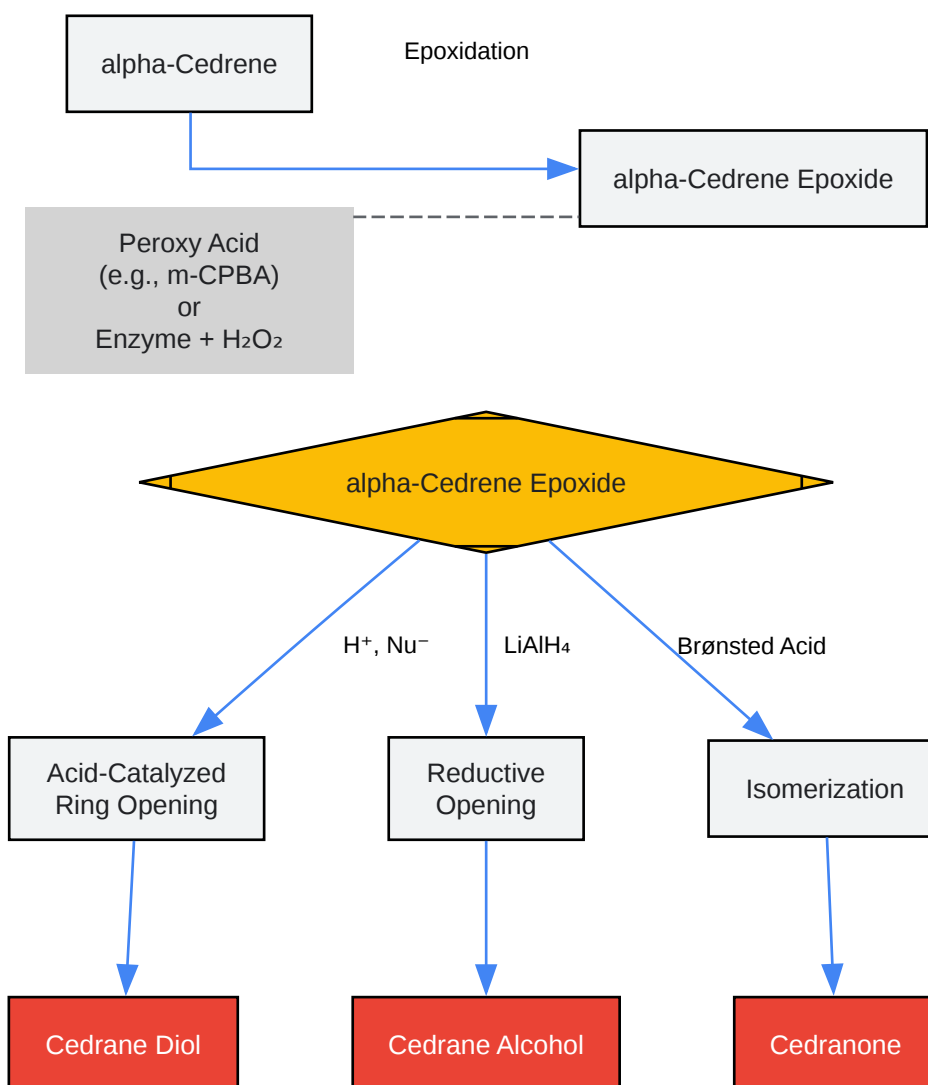 alpha-Cedrene
Epoxidation
alpha-Cedrene Epoxide
Peroxy Acid
(e.g., m-CPBA)
or
Enzyme + H₂O₂
alpha-Cedrene Epoxide
H⁺, Nu⁻
LiAlH₄
Brønsted Acid
Acid-Catalyzed
Ring Opening
Reductive
Opening
Isomerization
Cedrane Diol
Cedrane Alcohol
Cedranone